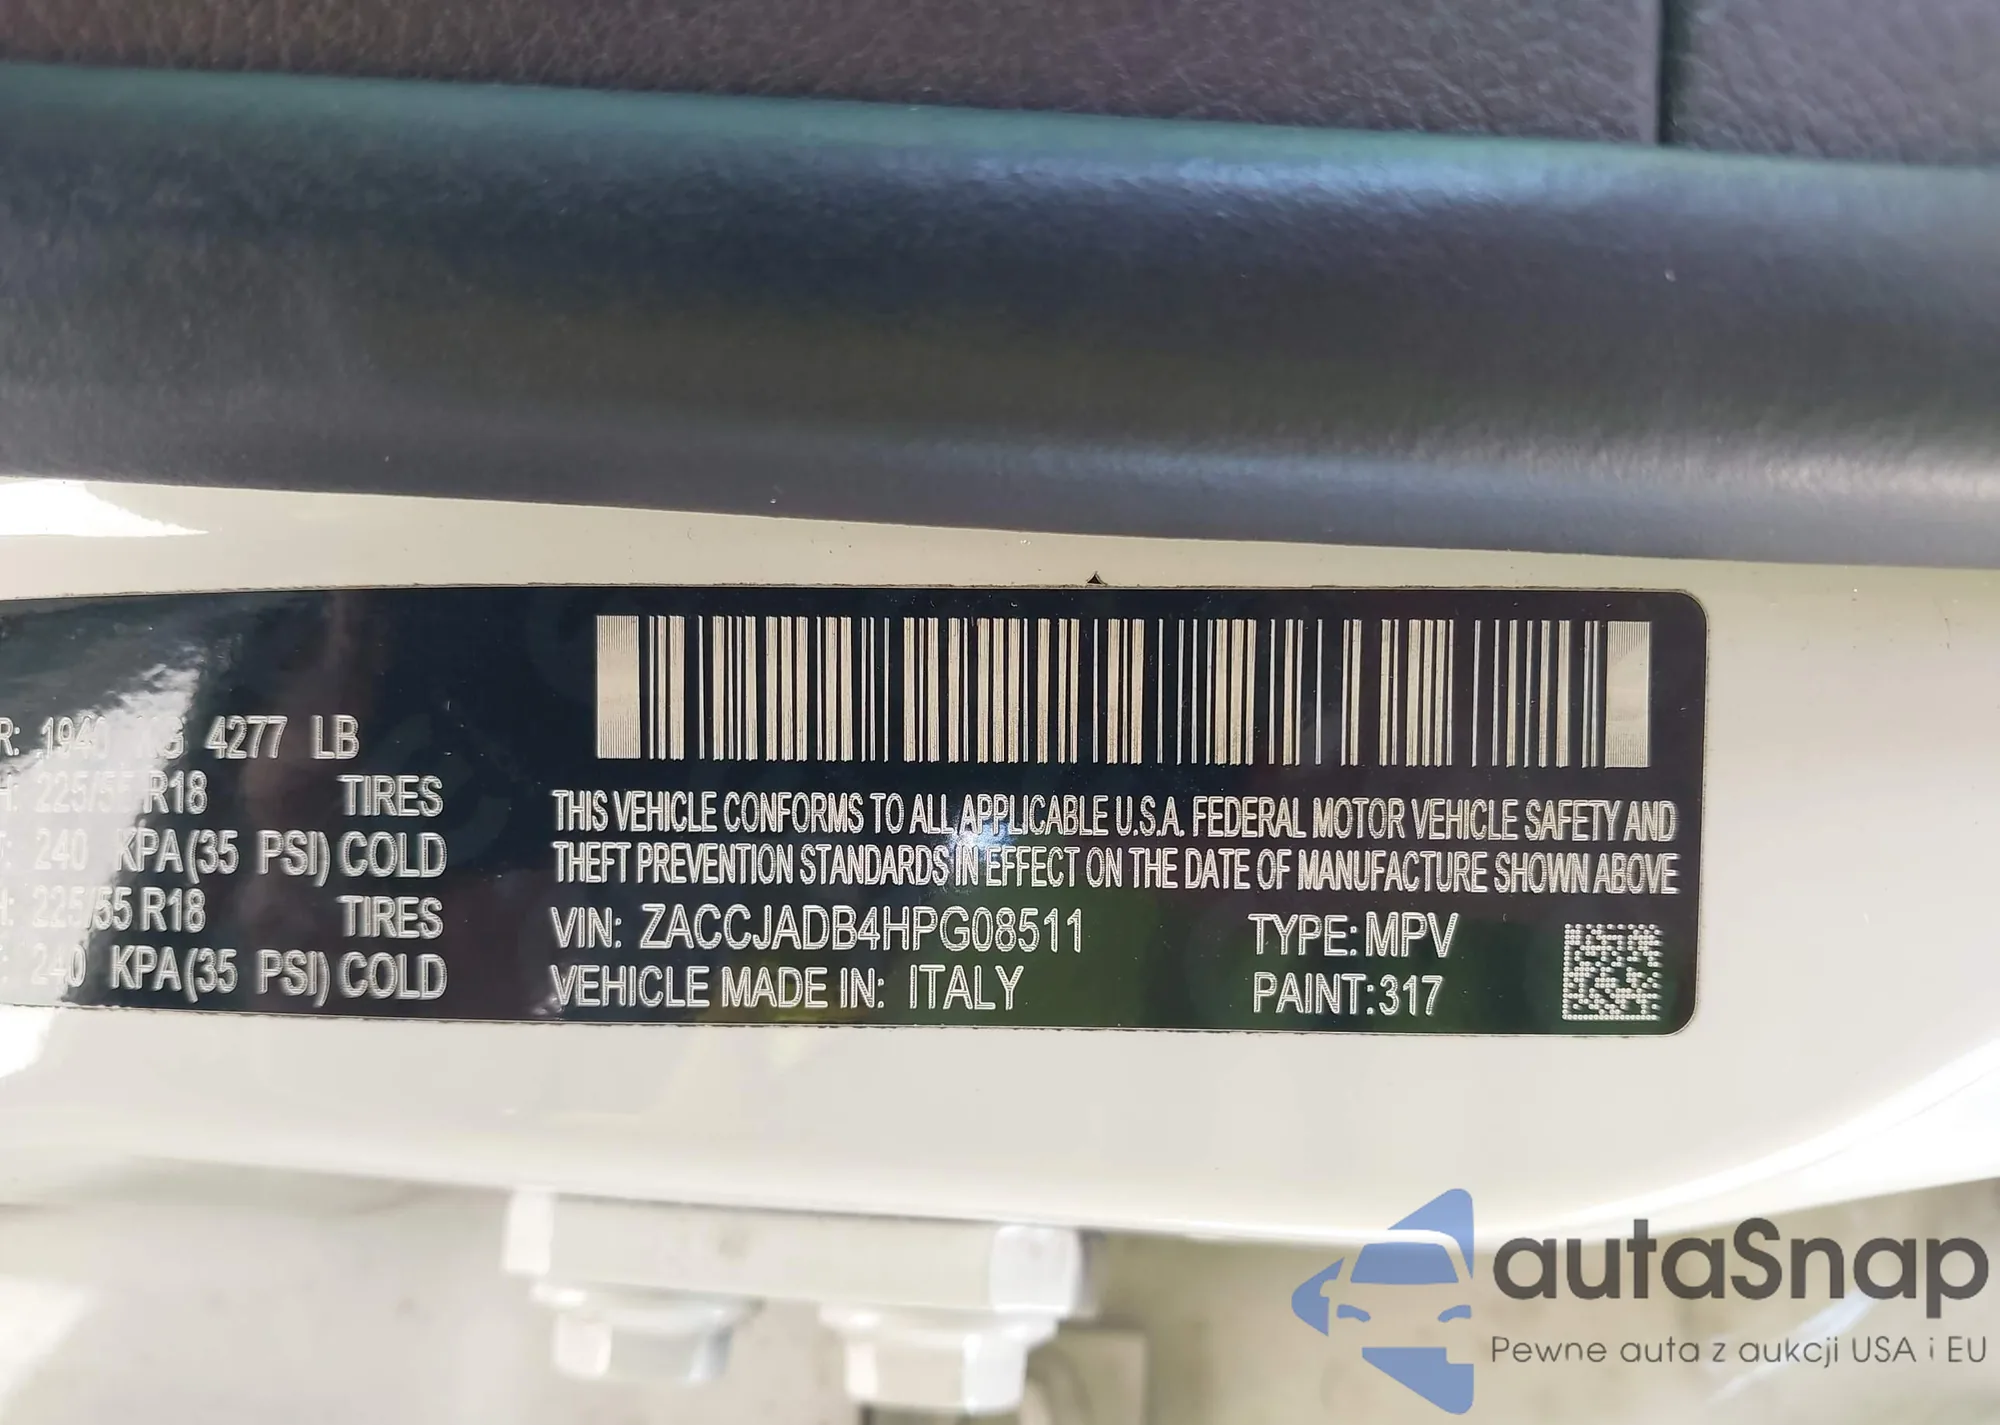 R: 1940 KG 4277 LB
225/55 R18 TIRES
240 KPA(35 PSI) COLD
225/55 R18 TIRES
240 KPA(35 PSI) COLD
THIS VEHICLE CONFORMS TO ALL APPLICABLE U.S.A. FEDERAL MOTOR VEHICLE SAFETY AND
THEFT PREVENTION STANDARDS IN EFFECT ON THE DATE OF MANUFACTURE SHOWN ABOVE
VIN: ZACCJADB4HPG08511 TYPE: MPV
VEHICLE MADE IN: ITALY PAINT: 317
autaSnap
Pewne auta z aukcji USA i EU